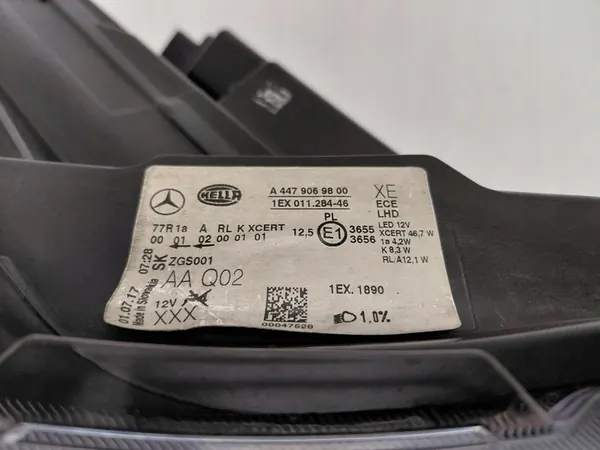 HELLA
A 447 906 98 00
1EX 011.284-46
XE
ECE
LHD
LED 12V
XCERT 46,7 W
1a 4,2W
K 8,3 W
RL/A12,1 W
77R1a A RL K XCERT
00 01 02 00 01 01
12,5
PL
E1
3655
3656
ZGS001
SK
AA Q02
12V
XXX
01.07.17 07:28
Made in Slovakia
00047628
1EX.1890
1,0%